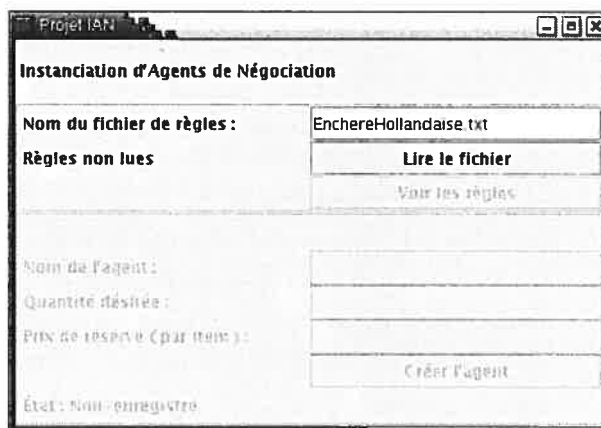 Projet IAN
Instanciation d'Agents de Négociation
Nom du fichier de règles : EnchereHollandaise.txt
Règles non lues Lire le fichier
Voir les règles
Nom de l'agent :
Quantité désirée :
Prix de réserve (par item) :
Créer l'agent
État : Non-enregistré